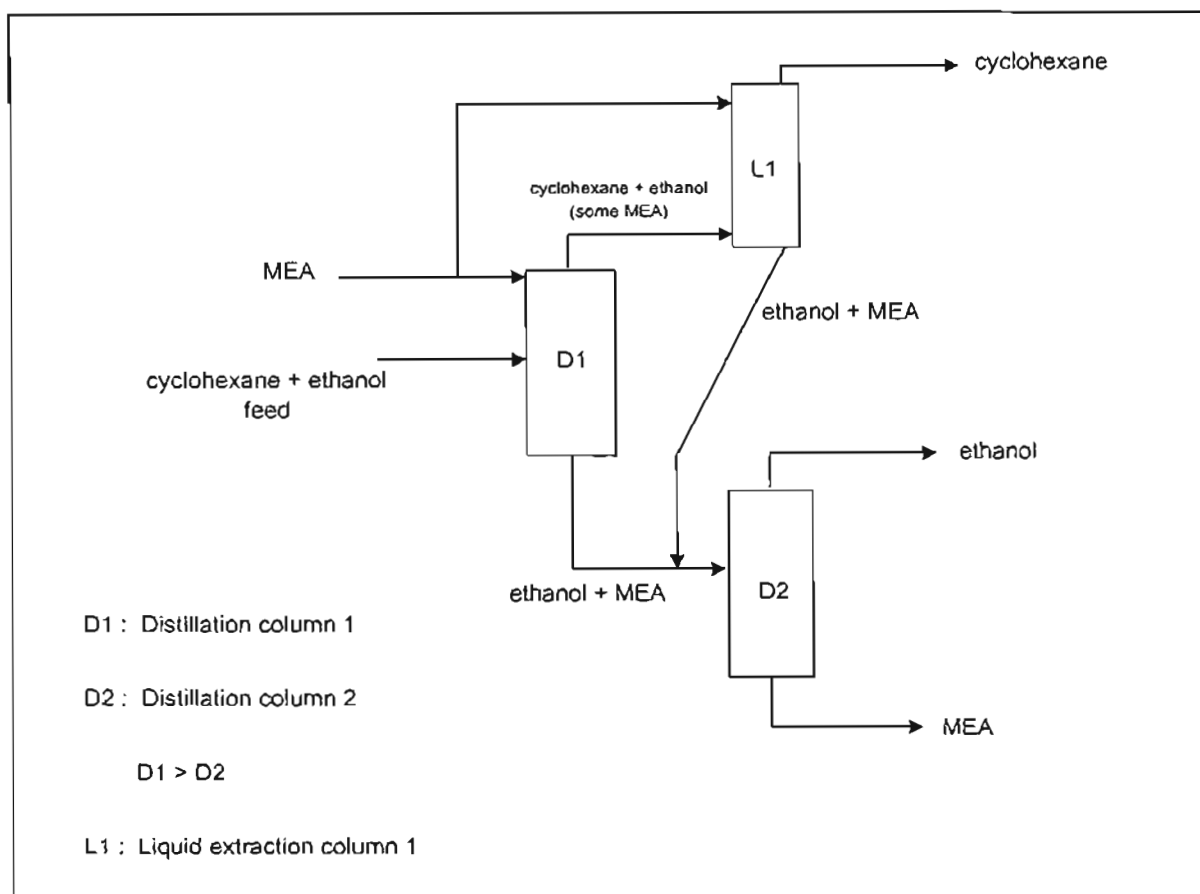 cyclohexane
L1
cyclohexane + ethanol
(some MEA)
MEA
ethanol + MEA
D1
cyclohexane + ethanol
feed
ethanol
ethanol + MEA
D2
D1 : Distillation column 1
D2 : Distillation column 2
MEA
D1 > D2
L1 : Liquid extraction column 1